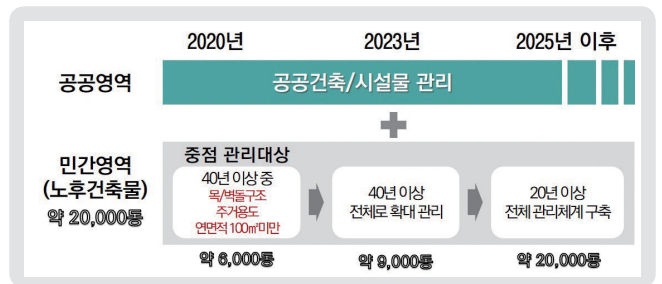 2020년
2023년
2025년 이후
공공영역
공공건축/시설물 관리
민간영역
(노후건축물)
약 20,000동
중점 관리대상
40년 이상 중
목/벽돌구조
주거용도
연면적 100㎡미만
40년 이상
전체로 확대 관리
20년 이상
전체 관리체계 구축
약 6,000동
약 9,000동
약 20,000동